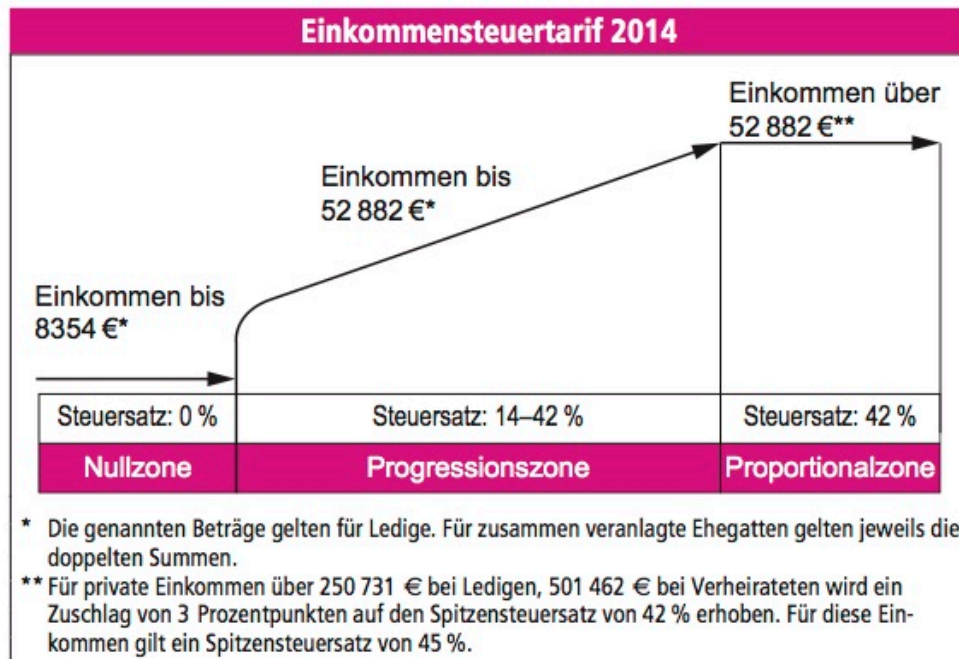 Einkommensteuertarif 2014
Einkommen über
52 882 €**
Einkommen bis
52 882 €*
Einkommen bis
8354 €*
Steuersatz: 0 %
Steuersatz: 14–42 %
Steuersatz: 42 %
Nullzone
Progressionszone
Proportionalzone
* Die genannten Beträge gelten für Ledige. Für zusammen veranlagte Ehegatten gelten jeweils die
doppelten Summen.
** Für private Einkommen über 250 731 € bei Ledigen, 501 462 € bei Verheirateten wird ein
Zuschlag von 3 Prozentpunkten auf den Spitzensteuersatz von 42 % erhoben. Für diese Ein-
kommen gilt ein Spitzensteuersatz von 45 %.